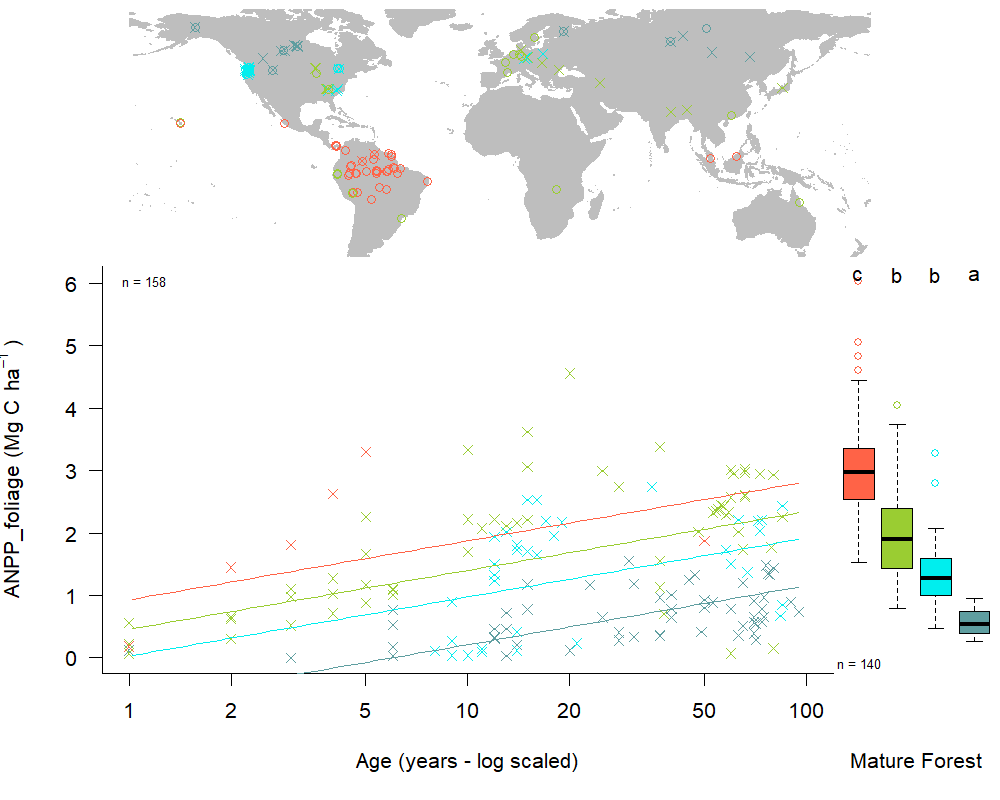 c b b a
n = 158
6
5
4
3
2
1
0
ANPP_foliage (Mg C ha⁻¹ )
n = 140
1 2 5 10 20 50 100
Age (years - log scaled)
Mature Forest